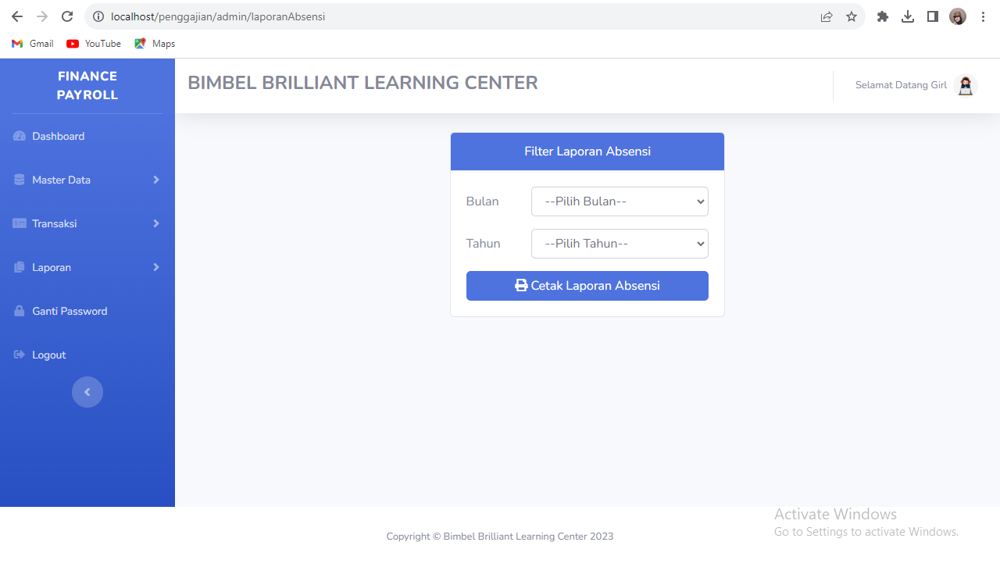 localhost/penggajian/admin/laporanAbsensi
Gmail YouTube Maps
FINANCE
PAYROLL
BIMBEL BRILLIANT LEARNING CENTER
Selamat Datang Girl
Dashboard
Master Data
Transaksi
Laporan
Ganti Password
Logout
Filter Laporan Absensi
Bulan --Pilih Bulan--
Tahun --Pilih Tahun--
Cetak Laporan Absensi
Activate Windows
Go to Settings to activate Windows.
Copyright © Bimbel Brilliant Learning Center 2023